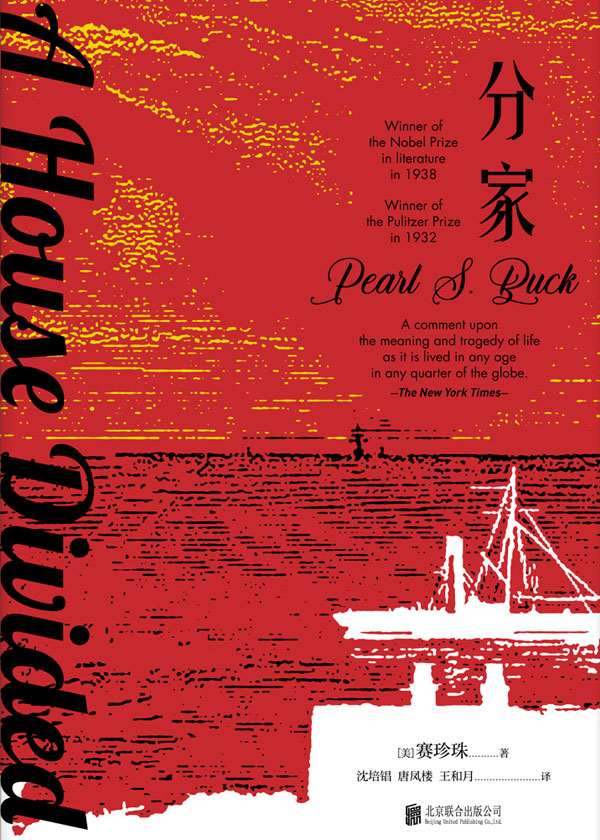 A House Divided
分家
Winner of
the Nobel Prize
in literature
in 1938
Winner of
the Pulitzer Prize
in 1932
Pearl S. Buck
A comment upon
the meaning and tragedy of life
as it is lived in any age
in any quarter of the globe.
—The New York Times—
[美]赛珍珠..........著
沈培锠 唐凤楼 王和月......................译
北京联合出版公司
Beijing United Publishing Co.,Ltd.